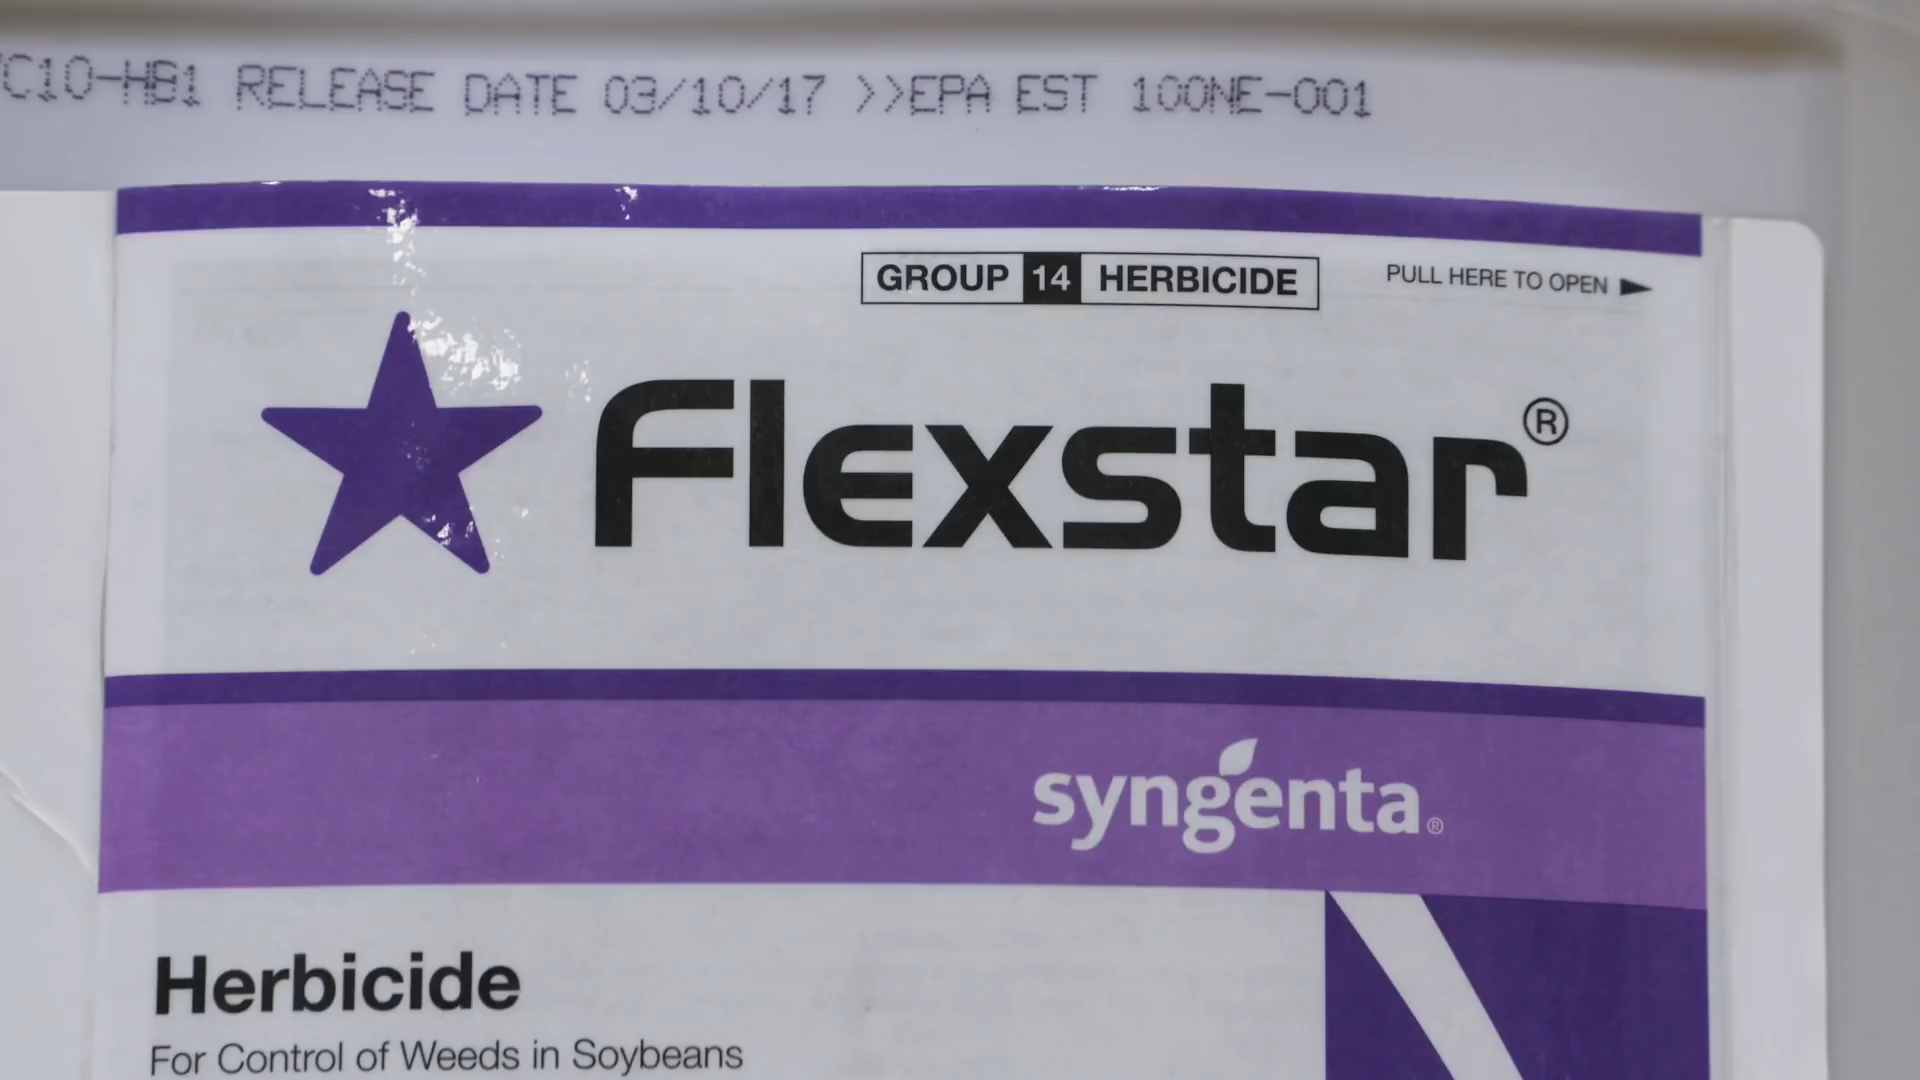 C10-HB1 RELEASE DATE 03/10/17 >>EPA EST 100NE-001
GROUP 14 HERBICIDE
PULL HERE TO OPEN ►
Flexstar®
syngenta®
Herbicide
For Control of Weeds in Soybeans